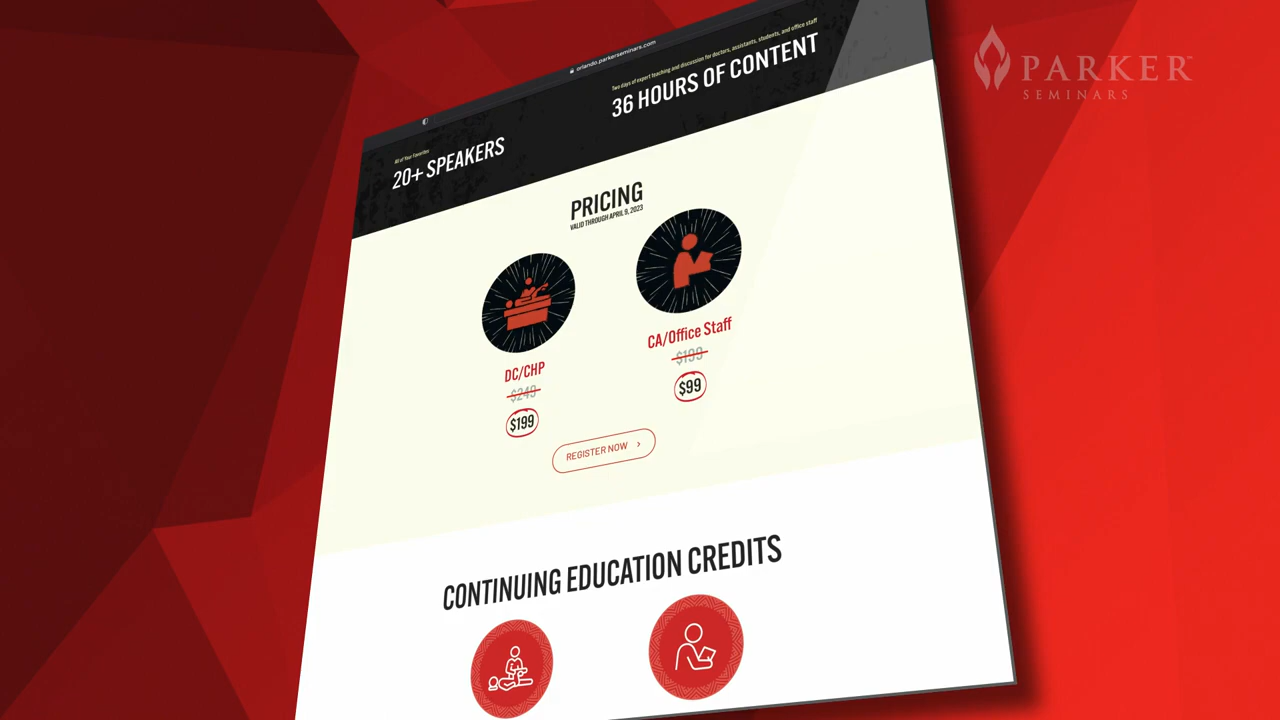 PARKER
SEMINARS
orlando.parkerseminars.com
Two days of expert teaching and discussion for doctors, assistants, students, and office staff
36 HOURS OF CONTENT
All of Your Favorites
20+ SPEAKERS
PRICING
VALID THROUGH APRIL 9, 2023
DC/CHP
$249
$199
CA/Office Staff
$199
$99
REGISTER NOW >
CONTINUING EDUCATION CREDITS